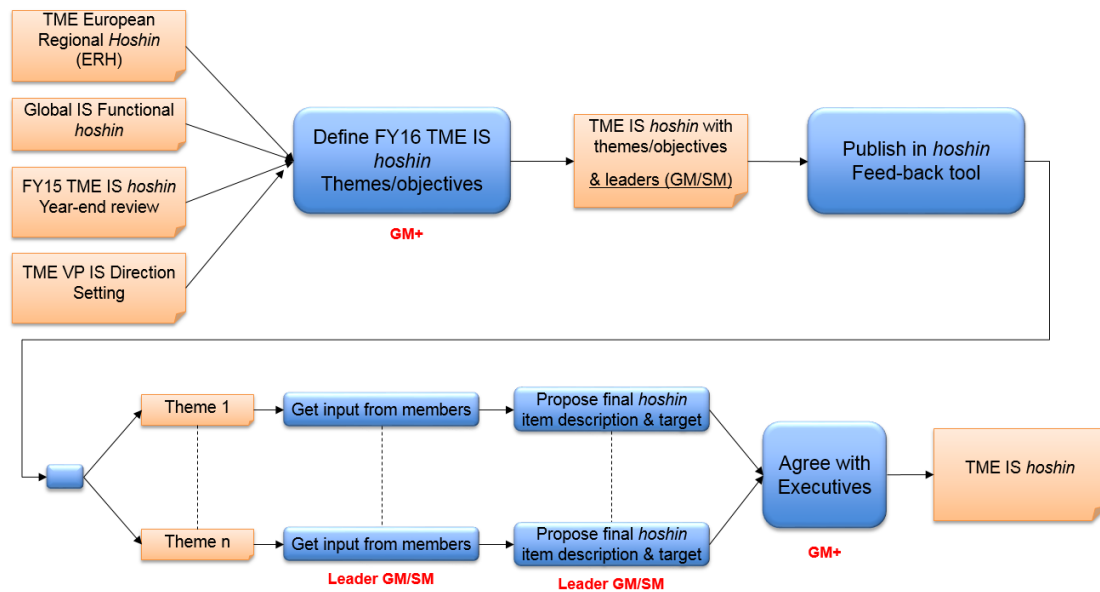 TME European
Regional Hoshin
(ERH)
Global IS Functional
hoshin
FY15 TME IS hoshin
Year-end review
TME VP IS Direction
Setting
Define FY16 TME IS
hoshin
Themes/objectives
GM+
TME IS hoshin with
themes/objectives
& leaders (GM/SM)
Publish in hoshin
Feed-back tool
Theme 1
Get input from members
Propose final hoshin
item description & target
Theme n
Get input from members
Leader GM/SM
Propose final hoshin
item description & target
Leader GM/SM
Agree with
Executives
GM+
TME IS hoshin